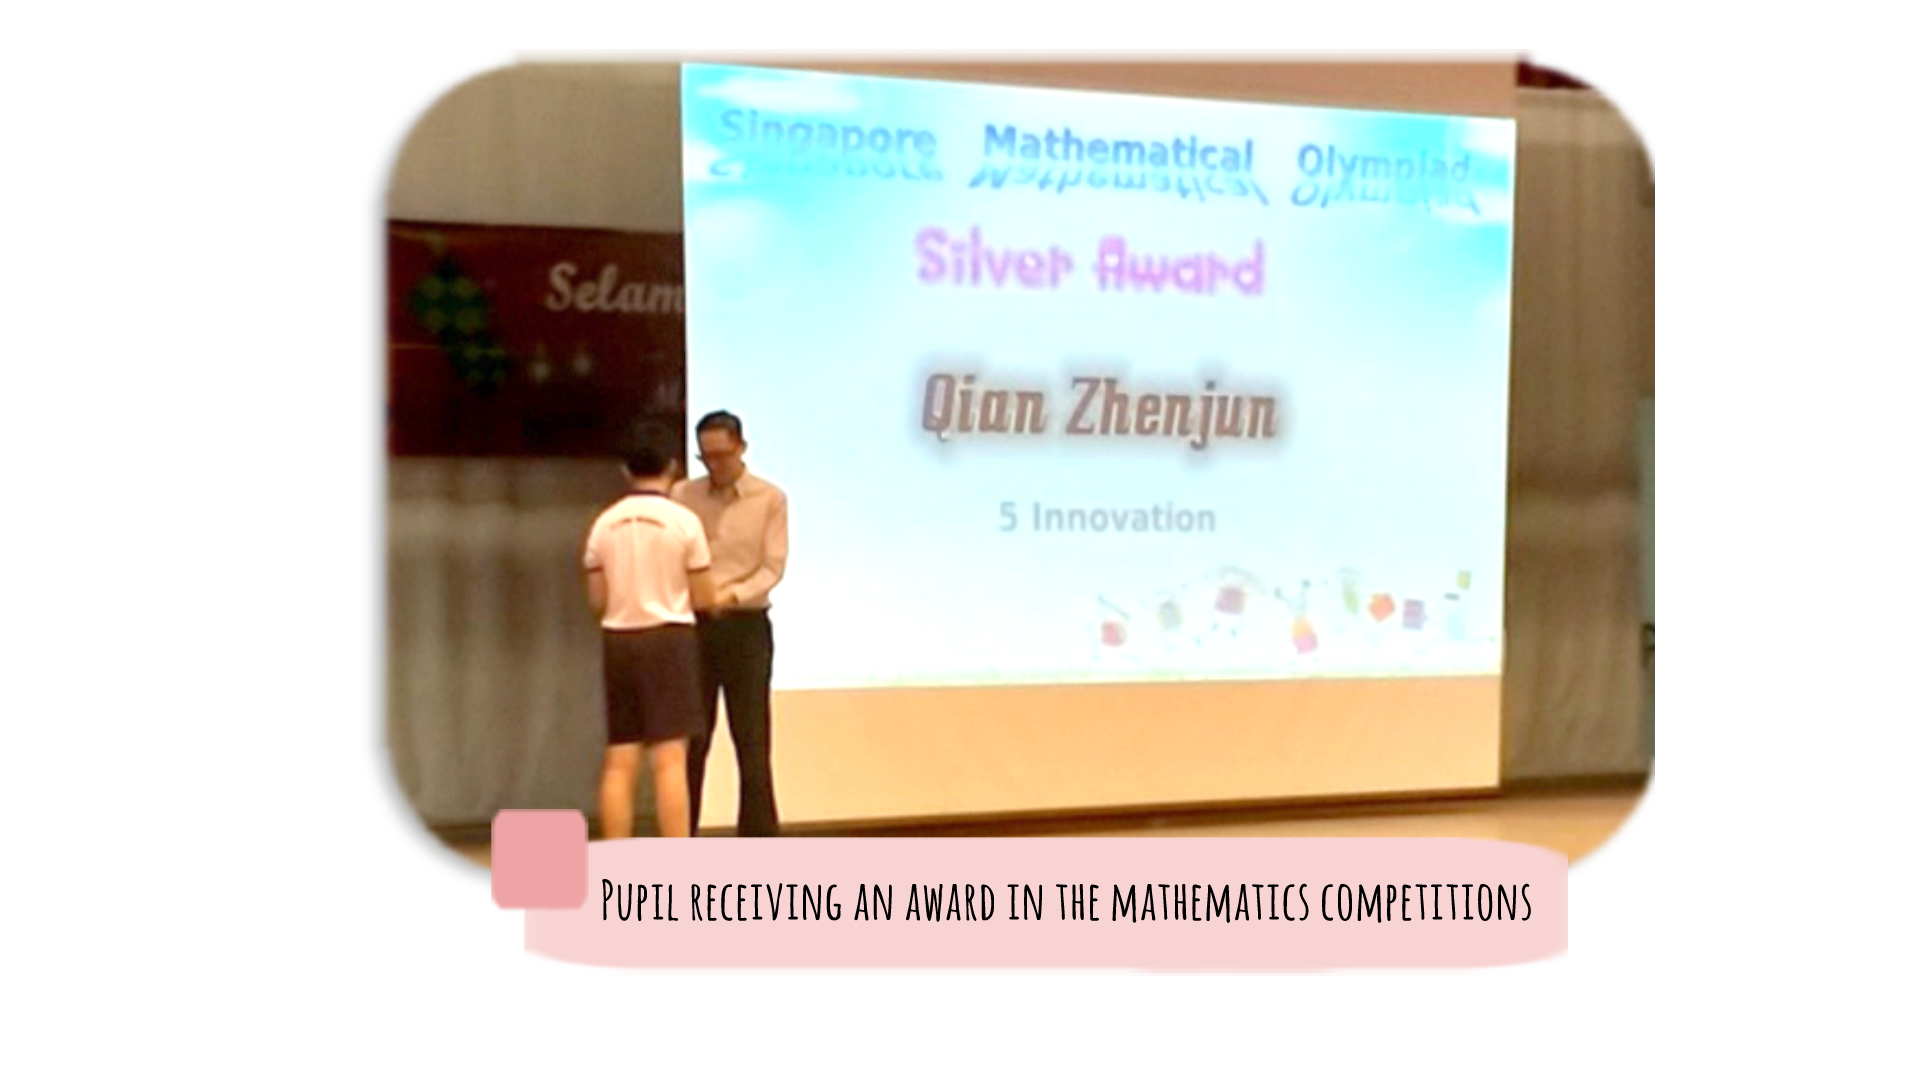 Singapore Mathematical Olympiad
Silver Award
Selam
Qian Zhenjun
5 Innovation
Pupil receiving an award in the mathematics competitions